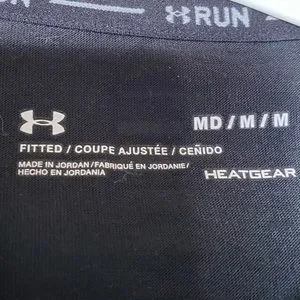 RUN
MD / M / M
FITTED / COUPE AJUSTÉE / CEÑIDO
MADE IN JORDAN / FABRIQUÉ EN JORDANIE /
HECHO EN JORDANIA
HEATGEAR